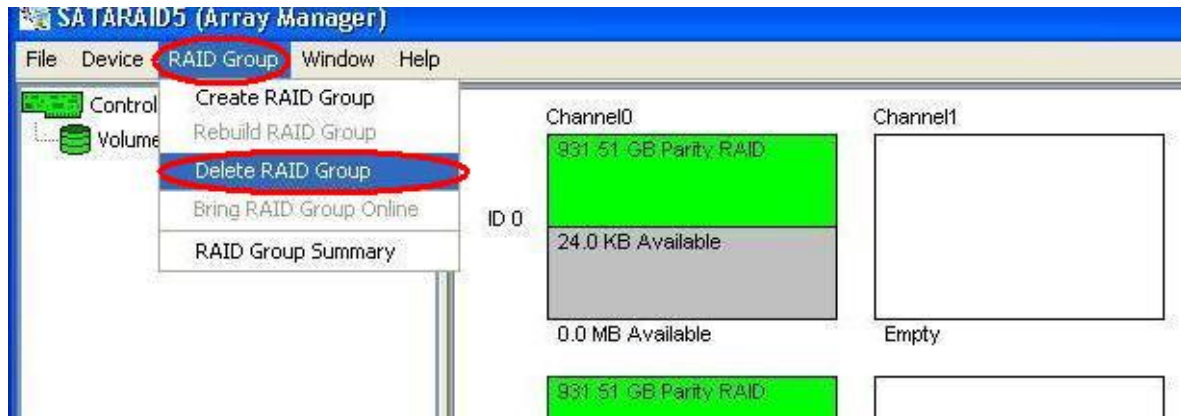 SATARAID5 (Array Manager)
File Device RAID Group Window Help
Control
Volume
Create RAID Group
Rebuild RAID Group
Delete RAID Group
Bring RAID Group Online
RAID Group Summary
Channel0
Channel1
ID 0
931.51 GB Parity RAID
24.0 KB Available
0.0 MB Available
Empty
931.51 GB Parity RAID